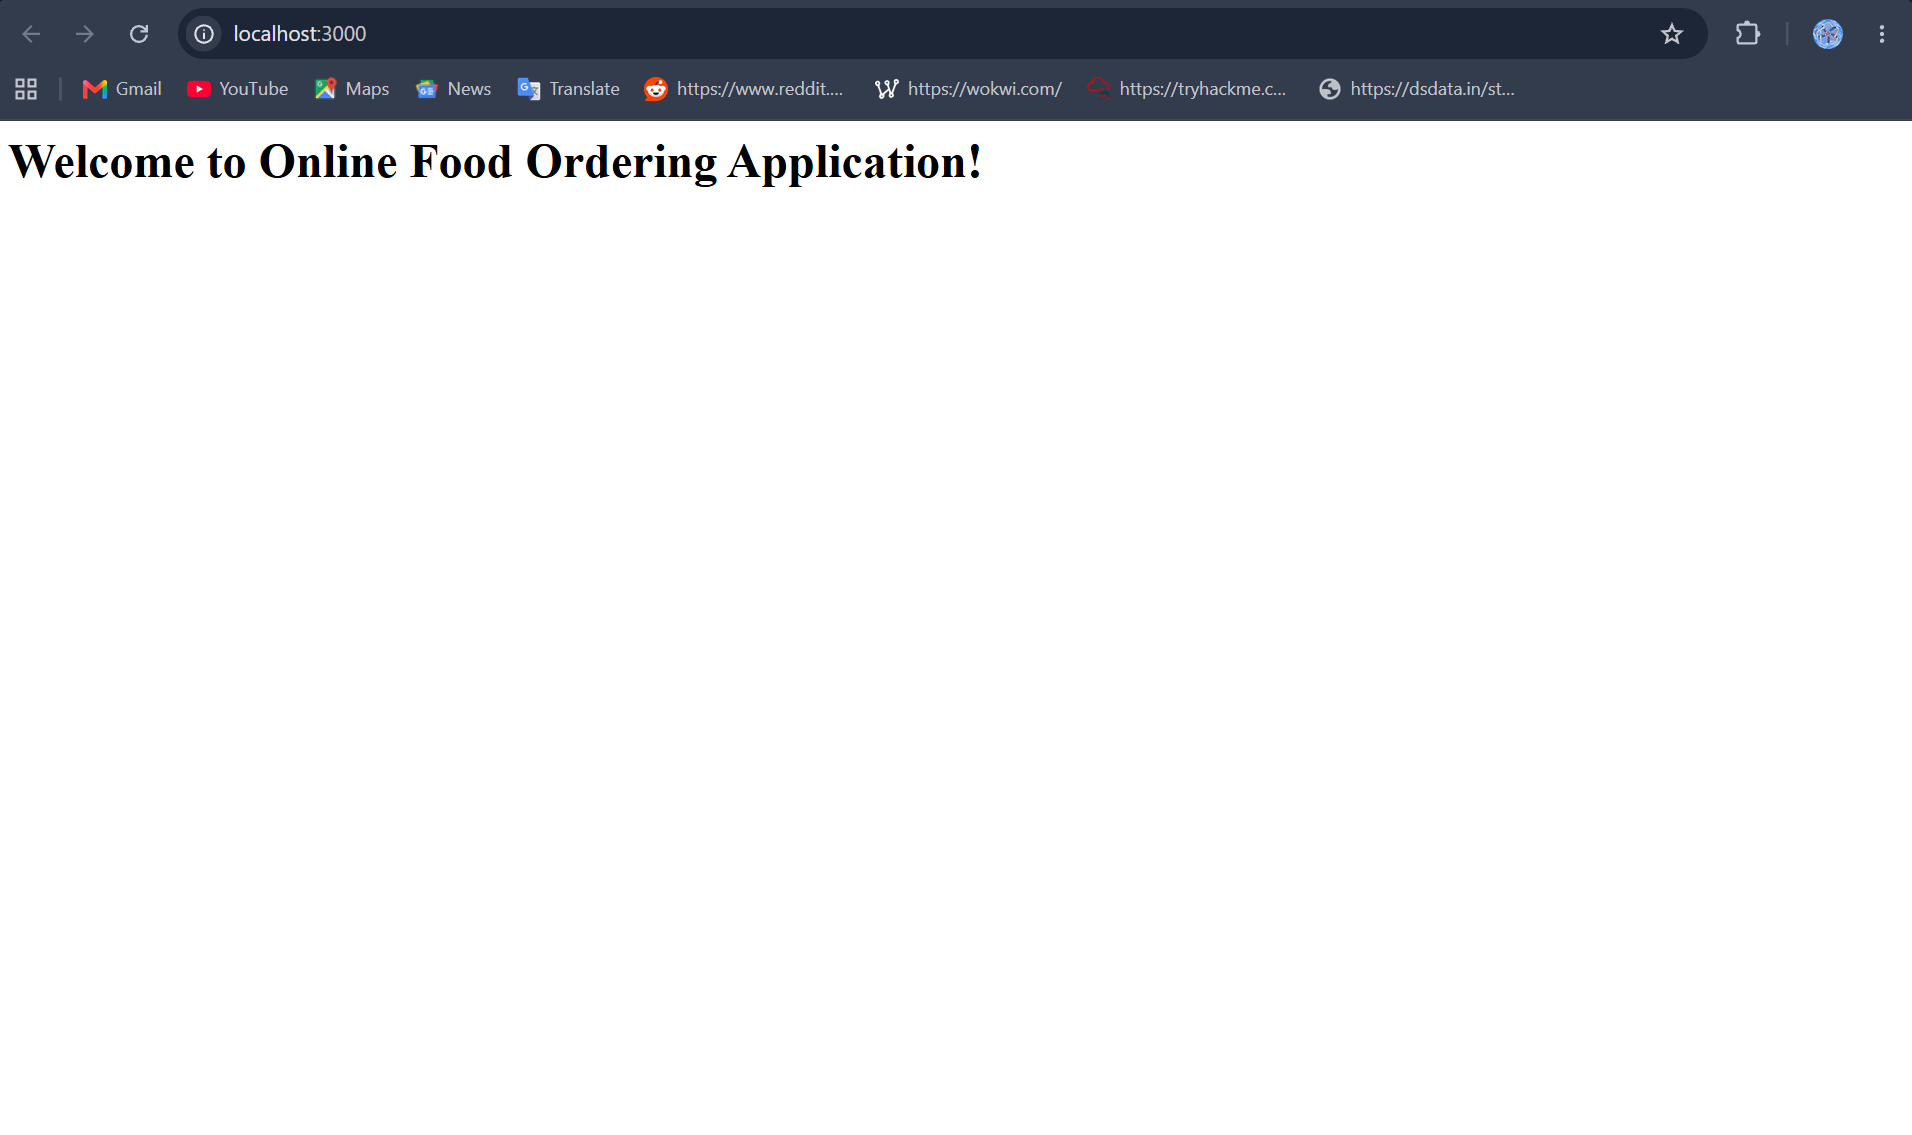 localhost:3000
Gmail YouTube Maps News Translate https://www.reddit.... https://wokwi.com/ https://tryhackme.c... https://dsdata.in/st...
Welcome to Online Food Ordering Application!